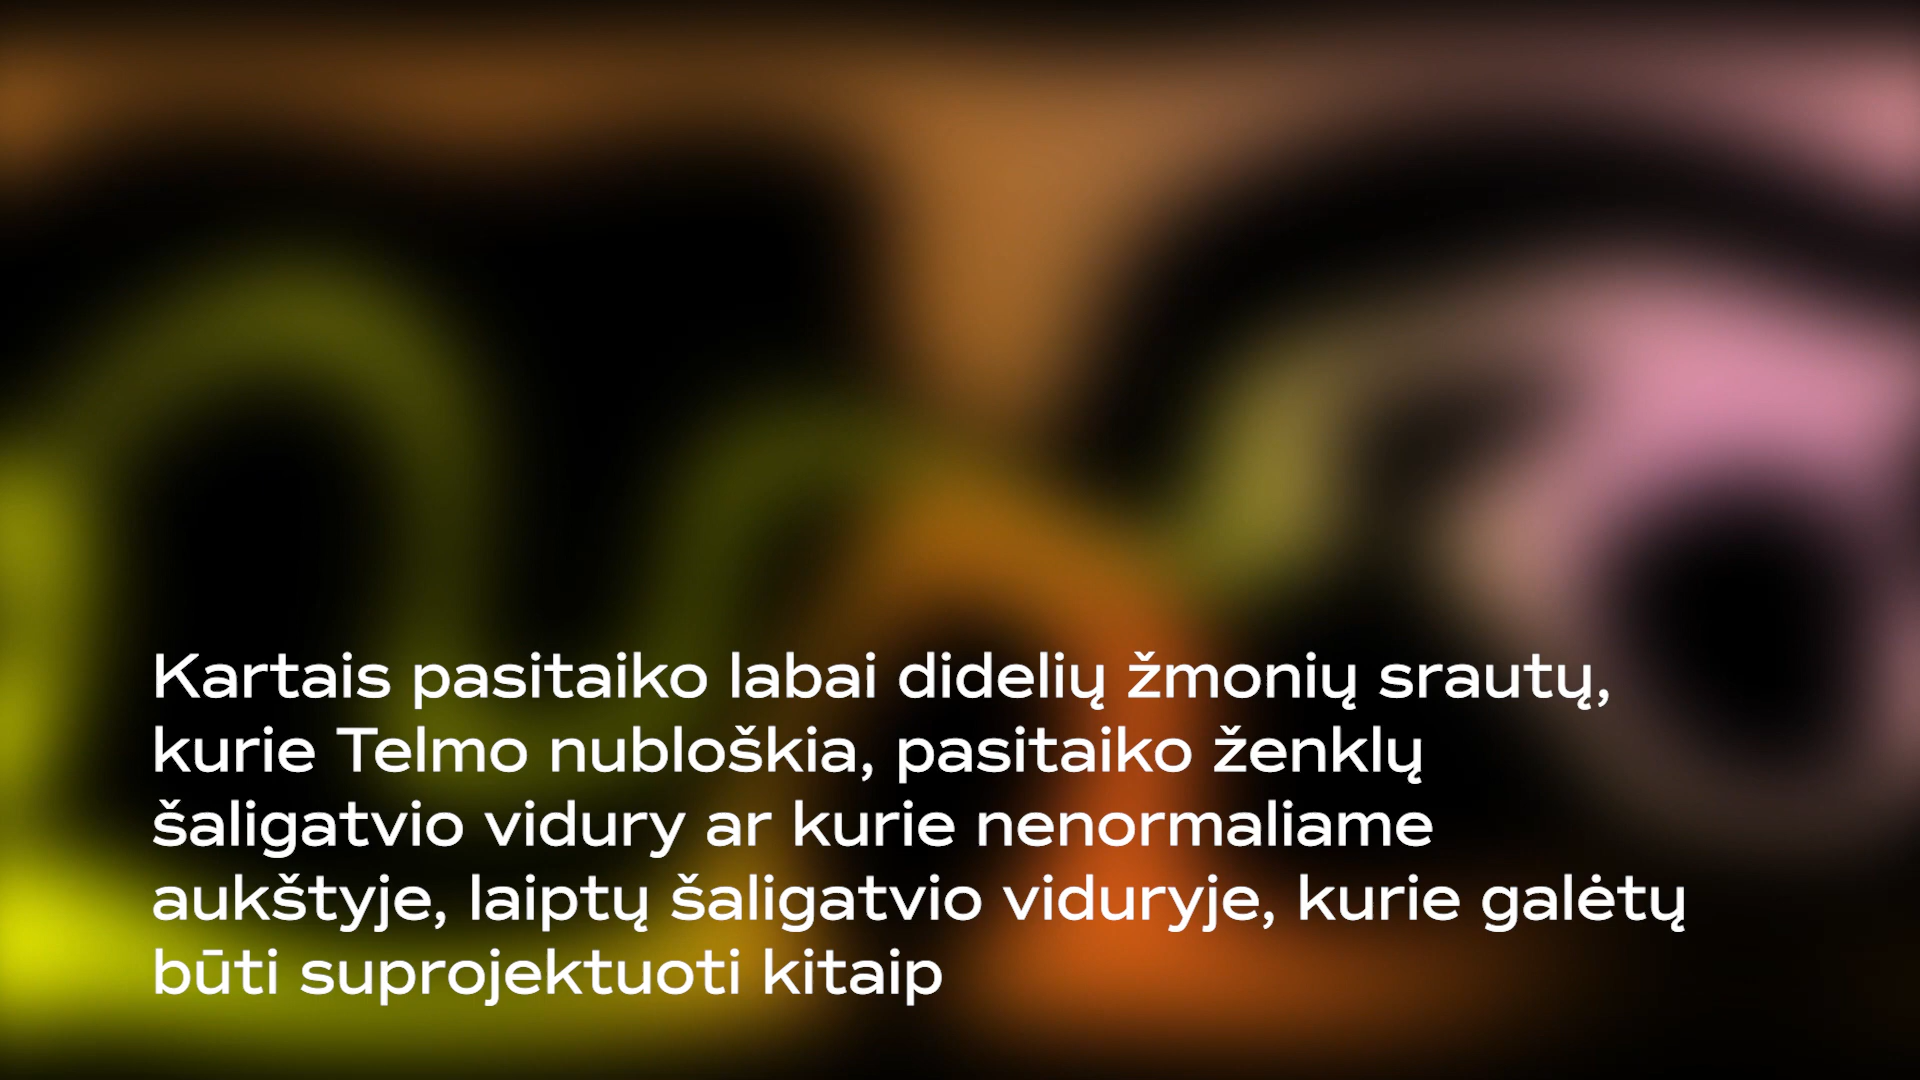 Kartais pasitaiko labai didelių žmonių srautų,
kurie Telmo nubloškia, pasitaiko ženklų
šaligatvio vidury ar kurie nenormaliame
aukštyje, laiptų šaligatvio viduryje, kurie galėtų
būti suprojektuoti kitaip